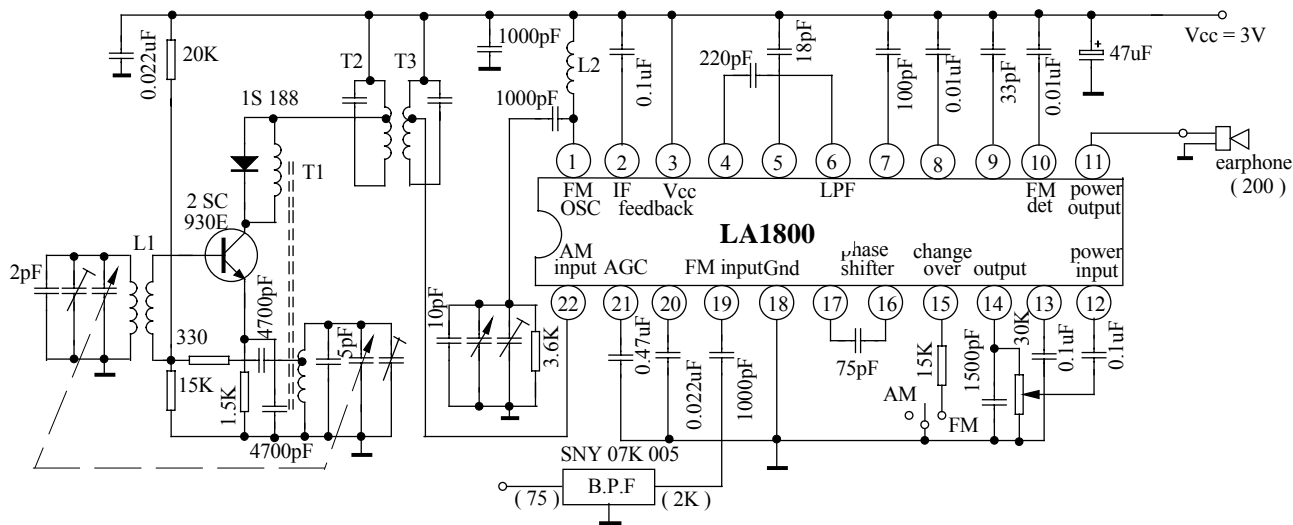 0.022uF
20K
T2
T3
1000pF
L2
1000pF
0.1uF
220pF
18pF
100pF
0.01uF
33pF
0.01uF
47uF
Vcc = 3V
1S 188
T1
2 SC
930E
1
2
3
4
5
6
7
8
9
10
11
earphone
( 200 )
FM
OSC
IF
feedback
Vcc
LPF
FM
det
power
output
LA1800
AM
input
AGC
FM input
Gnd
phase
shifter
change
over
output
power
input
22
21
20
19
18
17
16
15
14
13
12
L1
2pF
330
4700pF
15K
1.5K
4700pF
5pF
10pF
3.6K
0.47uF
0.022uF
1000pF
75pF
15K
1500pF
30K
0.1uF
0.1uF
AM
FM
SNY 07K 005
( 75 )
B.P.F
( 2K )